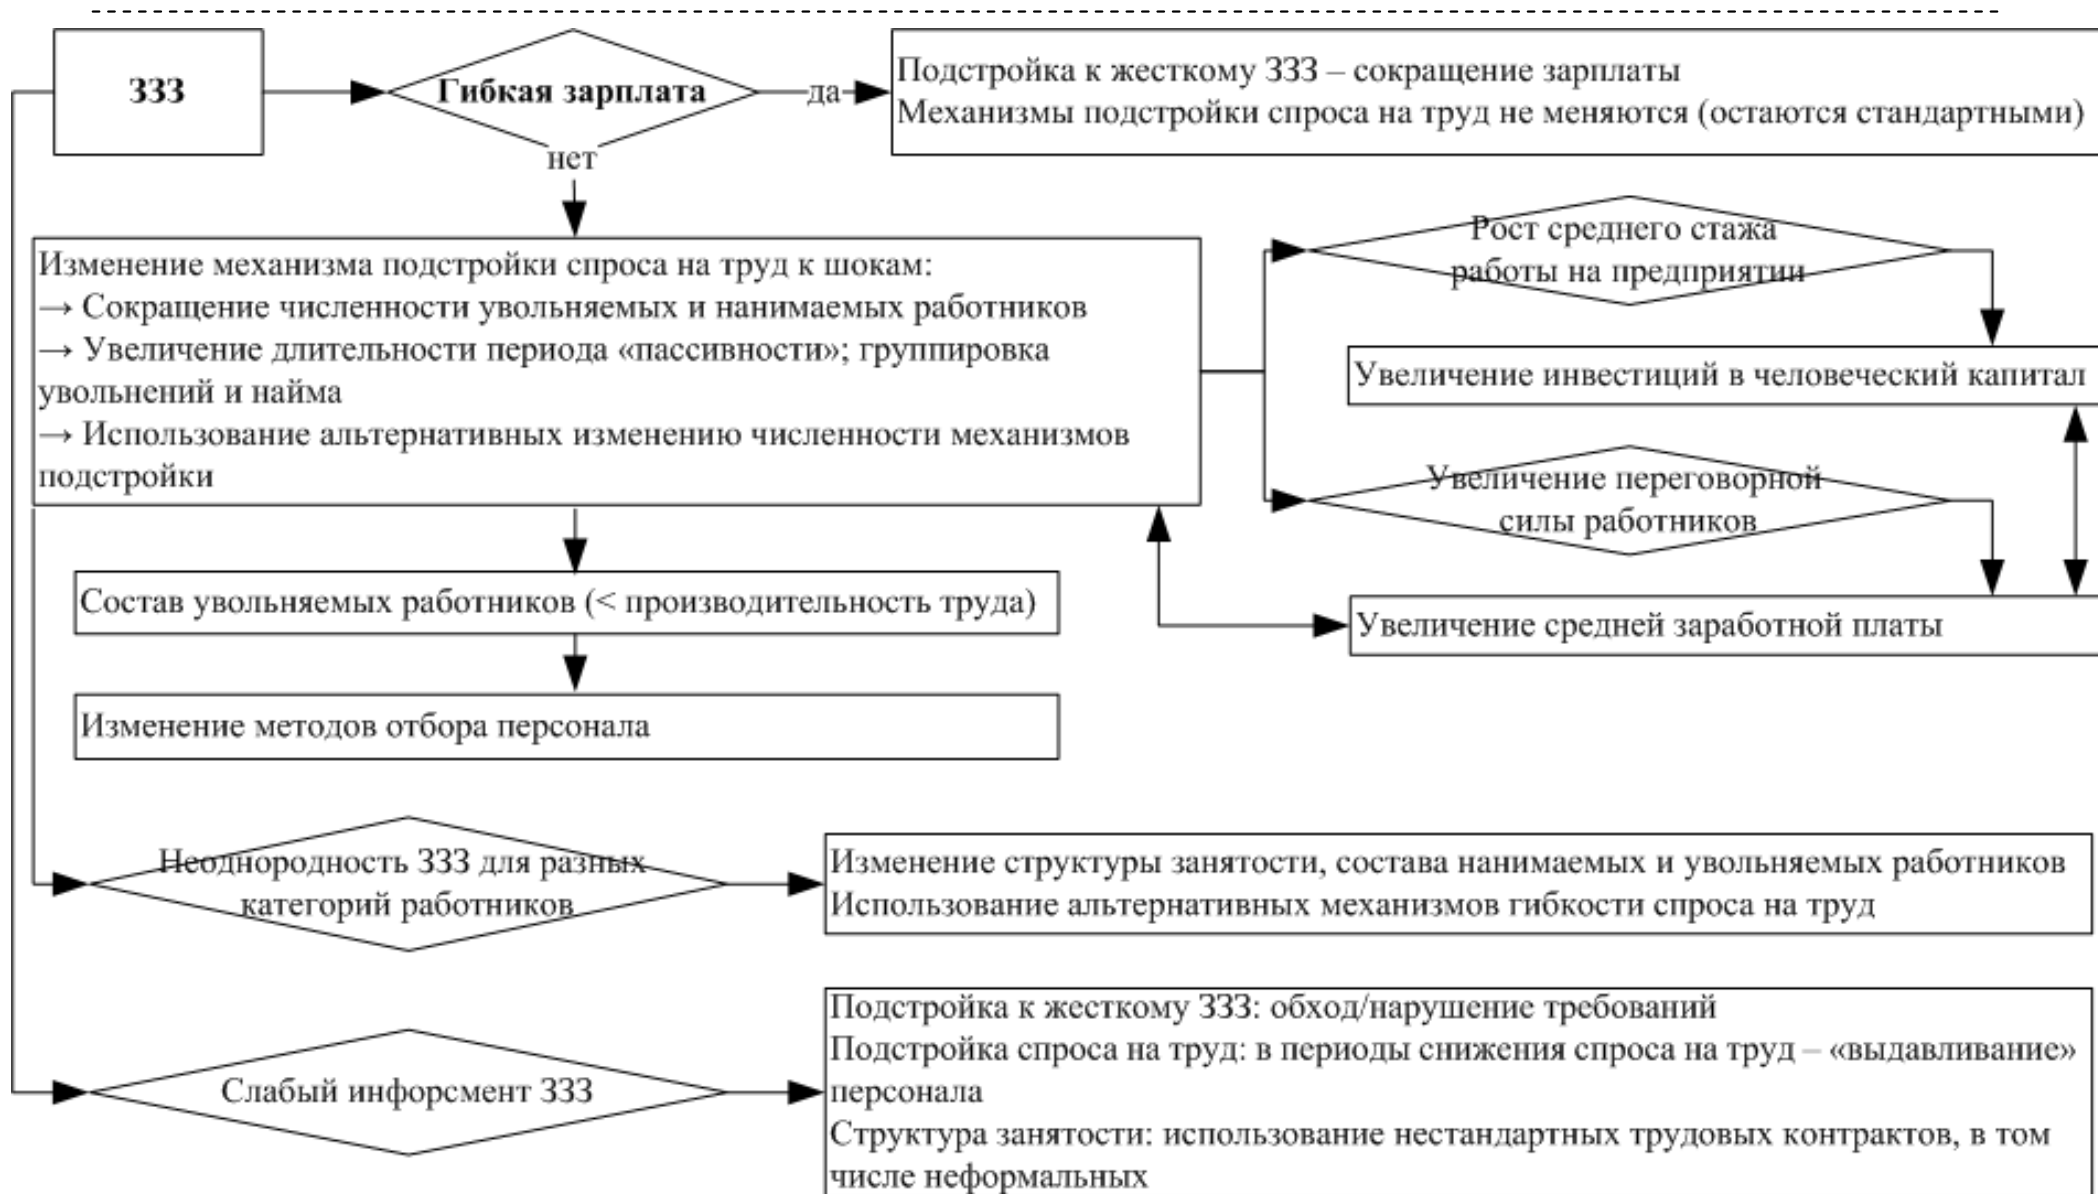 ЗЗЗ
Гибкая зарплата
да
Подстройка к жесткому ЗЗЗ – сокращение зарплаты
Механизмы подстройки спроса на труд не меняются (остаются стандартными)
нет
Изменение механизма подстройки спроса на труд к шокам:
→ Сокращение численности увольняемых и нанимаемых работников
→ Увеличение длительности периода «пассивности»; группировка
увольнений и найма
→ Использование альтернативных изменению численности механизмов
подстройки
Рост среднего стажа
работы на предприятии
Увеличение инвестиций в человеческий капитал
Увеличение переговорной
силы работников
Увеличение средней заработной платы
Состав увольняемых работников (< производительность труда)
Изменение методов отбора персонала
Неоднородность ЗЗЗ для разных
категорий работников
Изменение структуры занятости, состава нанимаемых и увольняемых работников
Использование альтернативных механизмов гибкости спроса на труд
Слабый инфорсмент ЗЗЗ
Подстройка к жесткому ЗЗЗ: обход/нарушение требований
Подстройка спроса на труд: в периоды снижения спроса на труд – «выдавливание»
персонала
Структура занятости: использование нестандартных трудовых контрактов, в том
числе неформальных